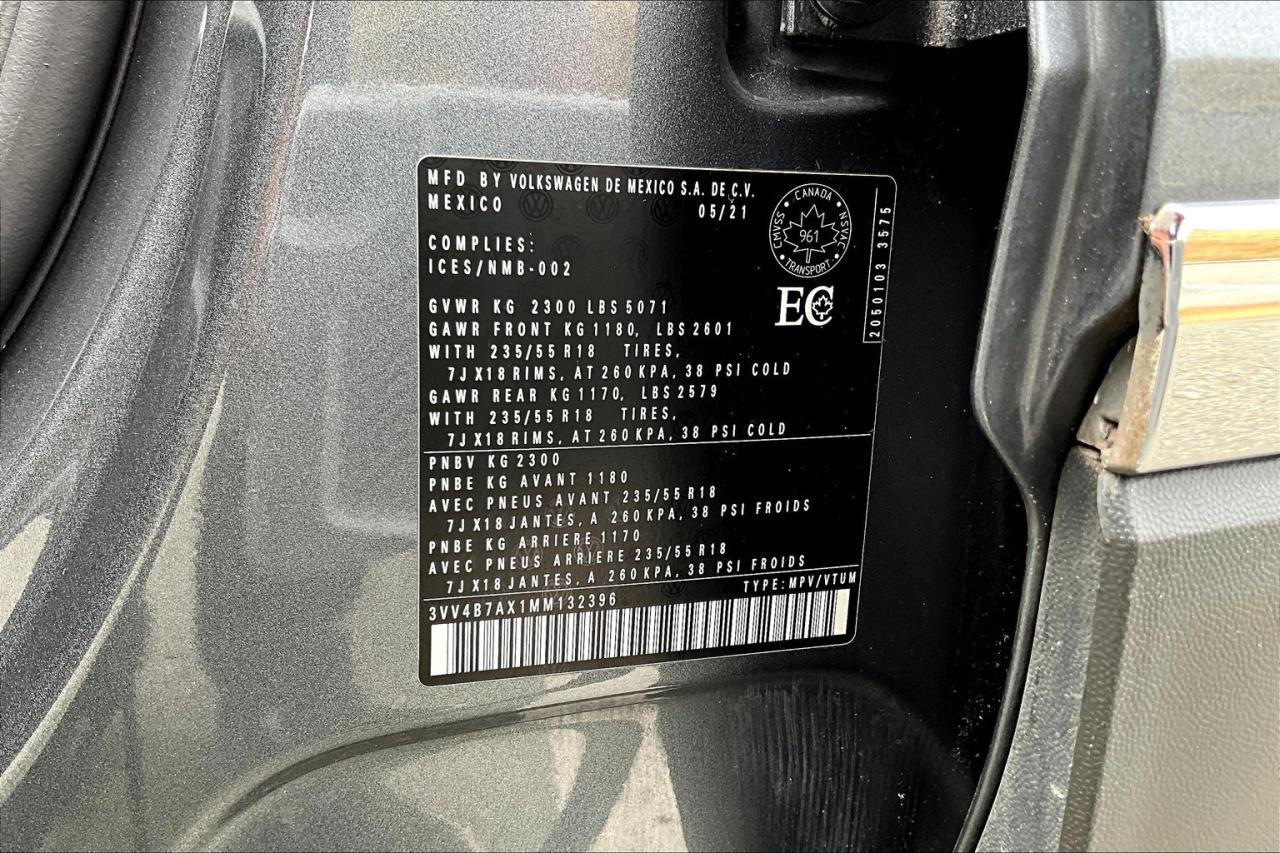 MFD BY VOLKSWAGEN DE MEXICO S.A. DE C.V.
MEXICO 05/21
CANADA
CMVSS 961 NSVAC
TRANSPORT
COMPLIES:
ICES/NMB-002
EC
2050103 3575
GVWR KG 2300 LBS 5071
GAWR FRONT KG 1180, LBS 2601
WITH 235/55 R18 TIRES,
7J X18 RIMS, AT 260 KPA, 38 PSI COLD
GAWR REAR KG 1170, LBS 2579
WITH 235/55 R18 TIRES,
7J X18 RIMS, AT 260 KPA, 38 PSI COLD
PNBV KG 2300
PNBE KG AVANT 1180
AVEC PNEUS AVANT 235/55 R18
7J X18 JANTES, A 260 KPA, 38 PSI FROIDS
PNBE KG ARRIERE 1170
AVEC PNEUS ARRIERE 235/55 R18
7J X18 JANTES, A 260 KPA, 38 PSI FROIDS
3VV4B7AX1MM132396 TYPE: MPV/VTUM